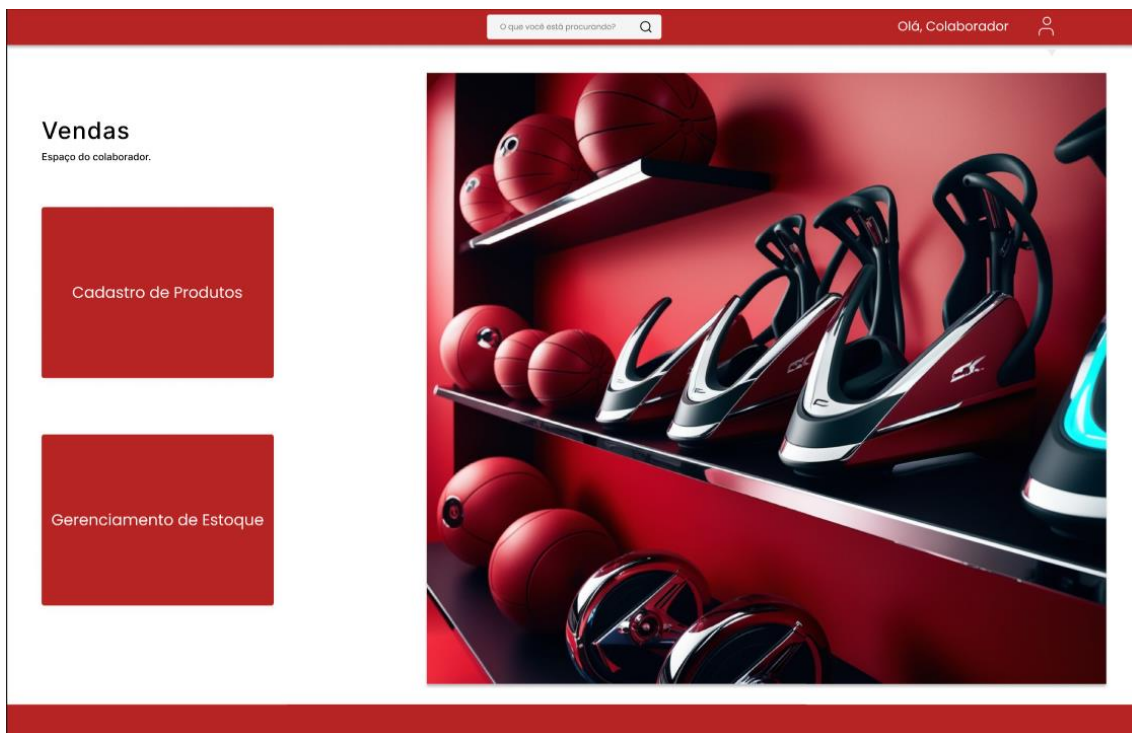 O que você está procurando?
Olá, Colaborador
Vendas
Espaço do colaborador.
Cadastro de Produtos
Gerenciamento de Estoque